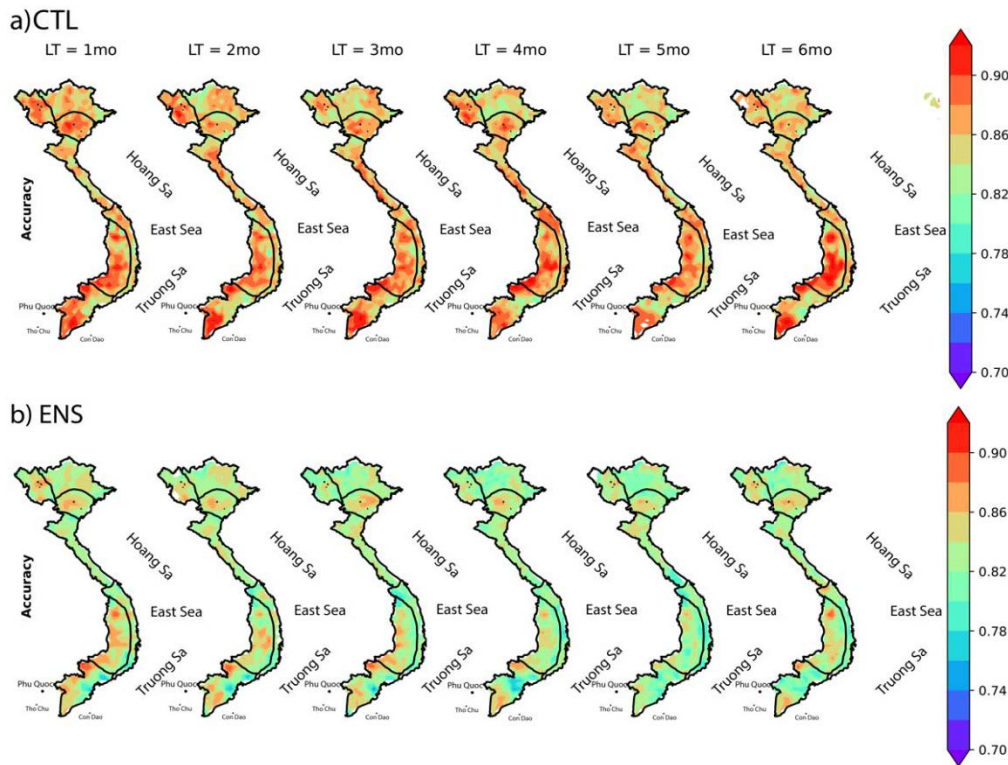 a)CTL
LT = 1mo LT = 2mo LT = 3mo LT = 4mo LT = 5mo LT = 6mo
0.90
0.86
0.82
0.78
0.74
0.70
Accuracy
Hoang Sa Hoang Sa Hoang Sa Hoang Sa Hoang Sa Hoang Sa
East Sea East Sea East Sea East Sea East Sea East Sea
Truong Sa Truong Sa Truong Sa Truong Sa Truong Sa Truong Sa
Phu Quoc Phu Quoc Phu Quoc Phu Quoc Phu Quoc Phu Quoc
Tho Chu Tho Chu Tho Chu Tho Chu Tho Chu Tho Chu
Con Dao Con Dao Con Dao Con Dao Con Dao Con Dao
b) ENS
0.90
0.86
0.82
0.78
0.74
0.70
Accuracy
Hoang Sa Hoang Sa Hoang Sa Hoang Sa Hoang Sa Hoang Sa
East Sea East Sea East Sea East Sea East Sea East Sea
Truong Sa Truong Sa Truong Sa Truong Sa Truong Sa Truong Sa
Phu Quoc Phu Quoc Phu Quoc Phu Quoc Phu Quoc Phu Quoc
Tho Chu Tho Chu Tho Chu Tho Chu Tho Chu Tho Chu
Con Dao Con Dao Con Dao Con Dao Con Dao Con Dao